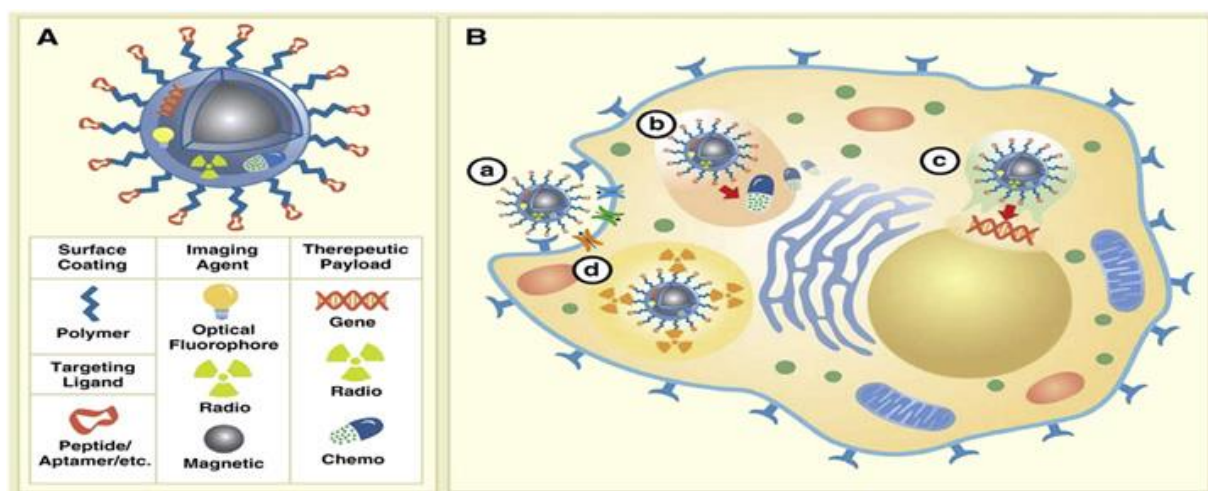 A
Surface
Coating
Imaging
Agent
Therepeutic
Payload
Polymer
Optical
Fluorophore
Gene
Targeting
Ligand
Radio
Radio
Peptide/
Aptamer/etc.
Magnetic
Chemo
B
a
b
c
d